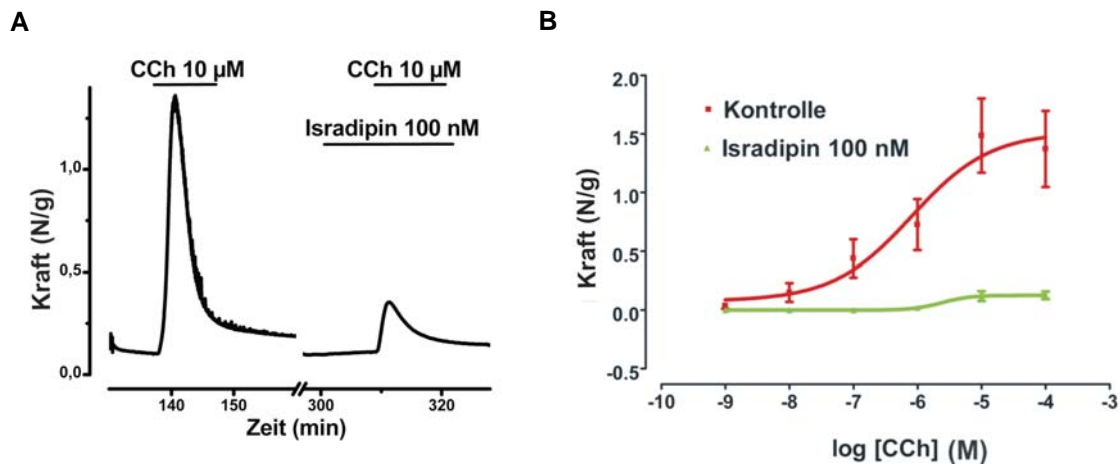 A
CCh 10 µM
CCh 10 µM
Isradipin 100 nM
1,0
0,5
0,0
Kraft (N/g)
140 150 300 320
Zeit (min)
B
2.0
1.5
1.0
0.5
0.0
-0.5
Kraft (N/g)
Kontrolle
Isradipin 100 nM
-10 -9 -8 -7 -6 -5 -4 -3
log [CCh] (M)